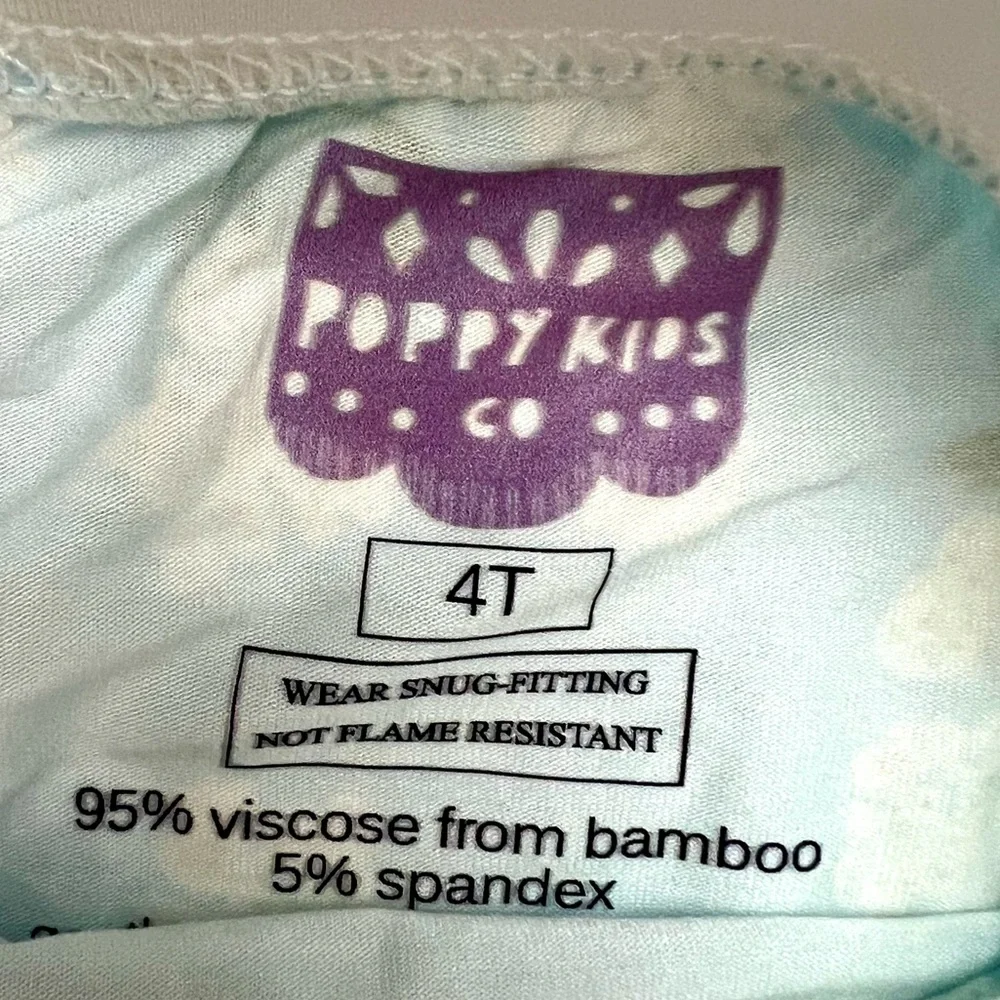 POPPY KIDS
CO
4T
WEAR SNUG-FITTING
NOT FLAME RESISTANT
95% viscose from bamboo
5% spandex